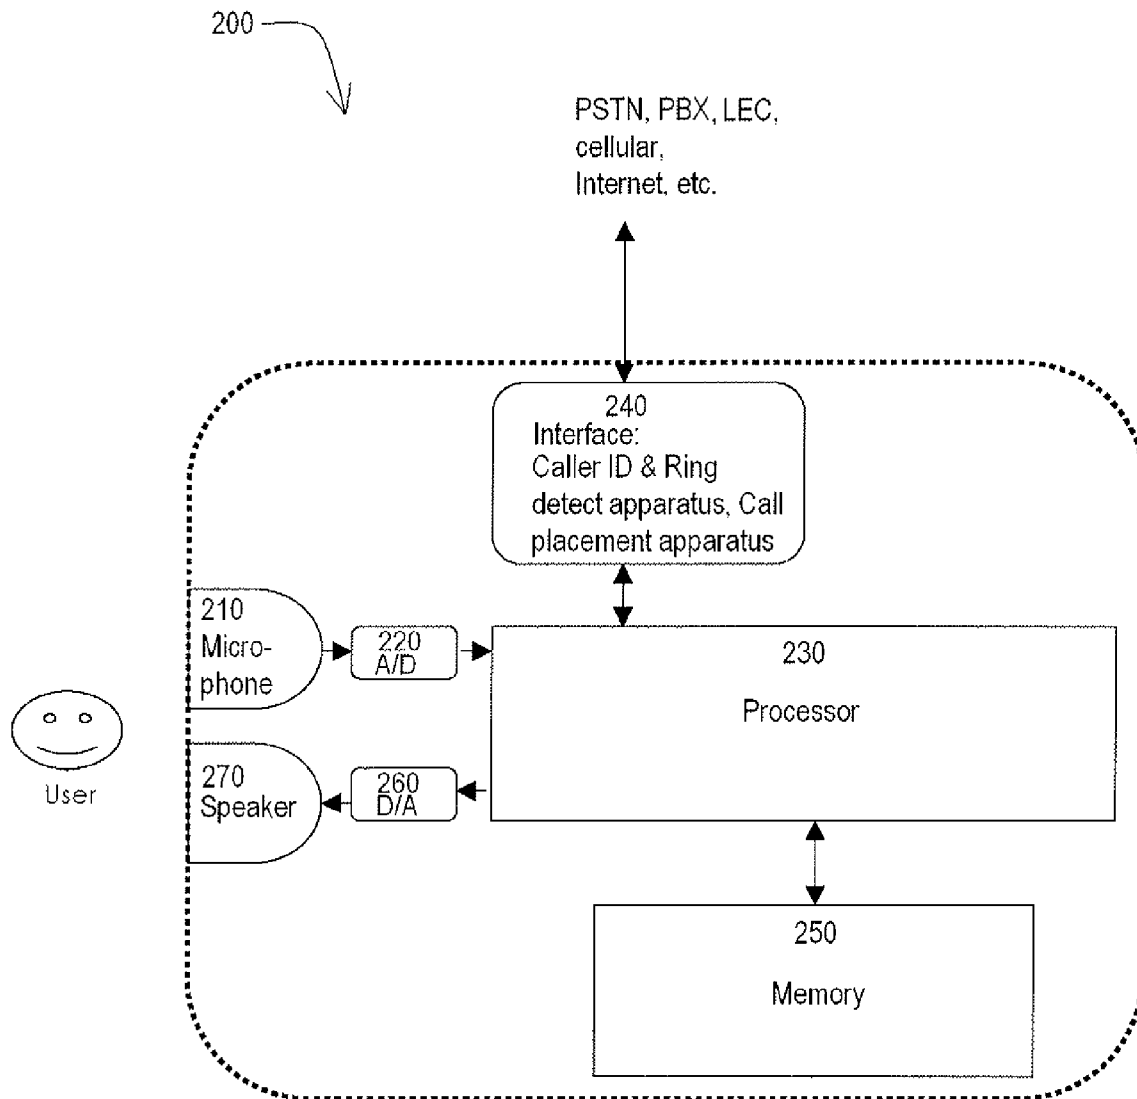 200
PSTN, PBX, LEC,
cellular,
Internet, etc.
240
Interface:
Caller ID & Ring
detect apparatus, Call
placement apparatus
210
Micro-
phone
220
A/D
230
Processor
User
270
Speaker
260
D/A
250
Memory